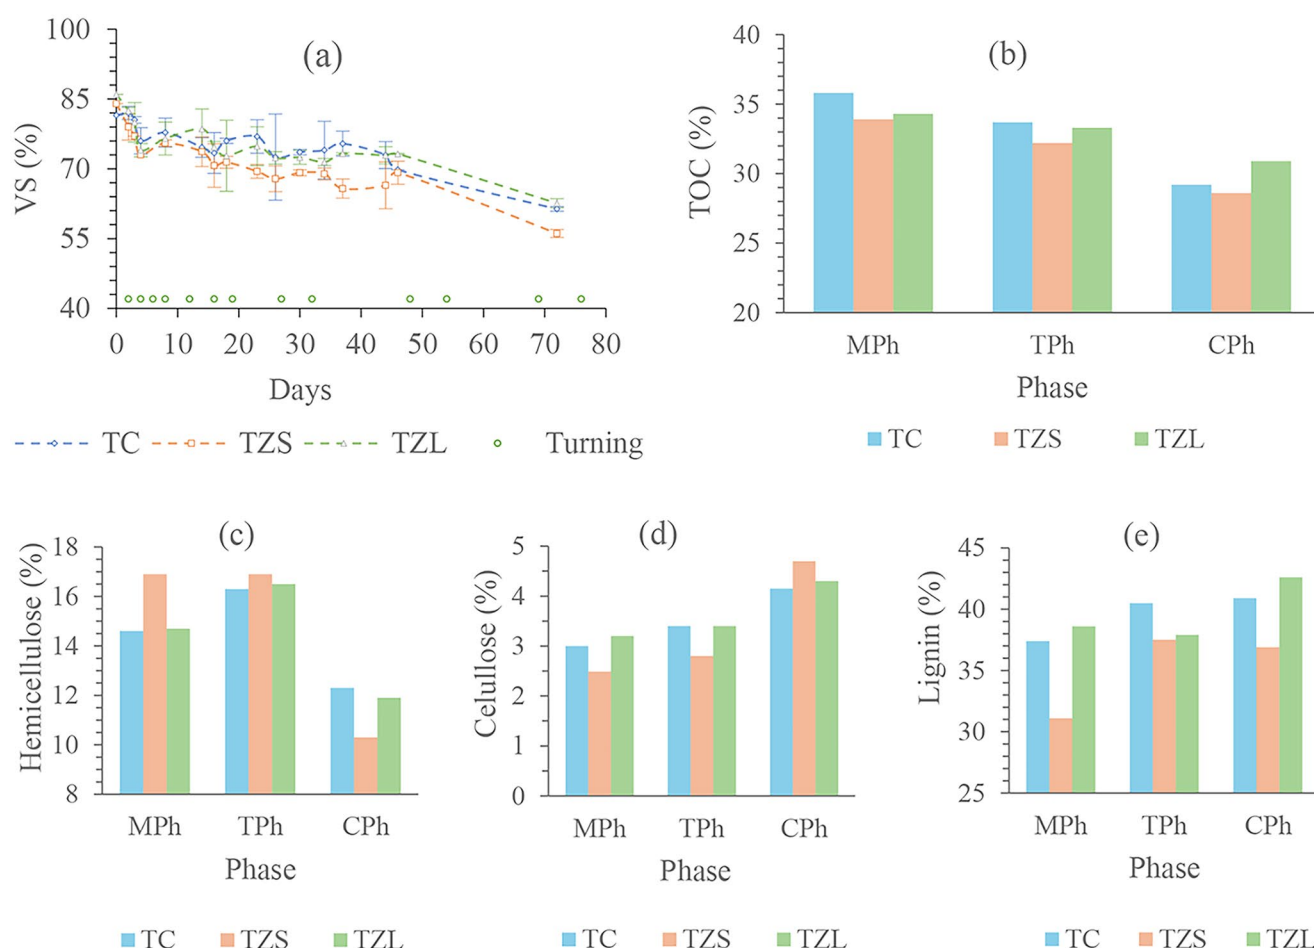 (a)
VS (%)
100
85
70
55
40
0 10 20 30 40 50 60 70 80
Days
TC TZS TZL Turning
(b)
TOC (%)
40
35
30
25
20
MPh TPh CPh
Phase
TC TZS TZL
(c)
Hemicellulose (%)
18
16
14
12
10
8
MPh TPh CPh
Phase
TC TZS TZL
(d)
Celullose (%)
5
4
3
2
1
0
MPh TPh CPh
Phase
TC TZS TZL
(e)
Lignin (%)
45
40
35
30
25
MPh TPh CPh
Phase
TC TZS TZL